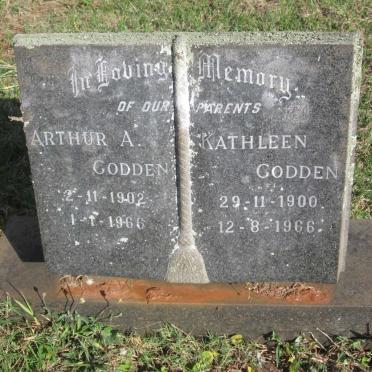 In Loving Memory
OF OUR PARENTS
ARTHUR A. GODDEN
2-11-1902
1-1-1966
KATHLEEN GODDEN
29-11-1900.
12-8-1966.